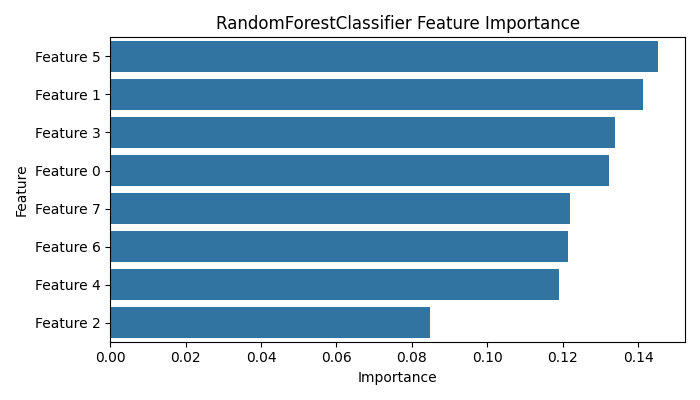 RandomForestClassifier Feature Importance
Feature
Feature 5
Feature 1
Feature 3
Feature 0
Feature 7
Feature 6
Feature 4
Feature 2
0.00 0.02 0.04 0.06 0.08 0.10 0.12 0.14
Importance